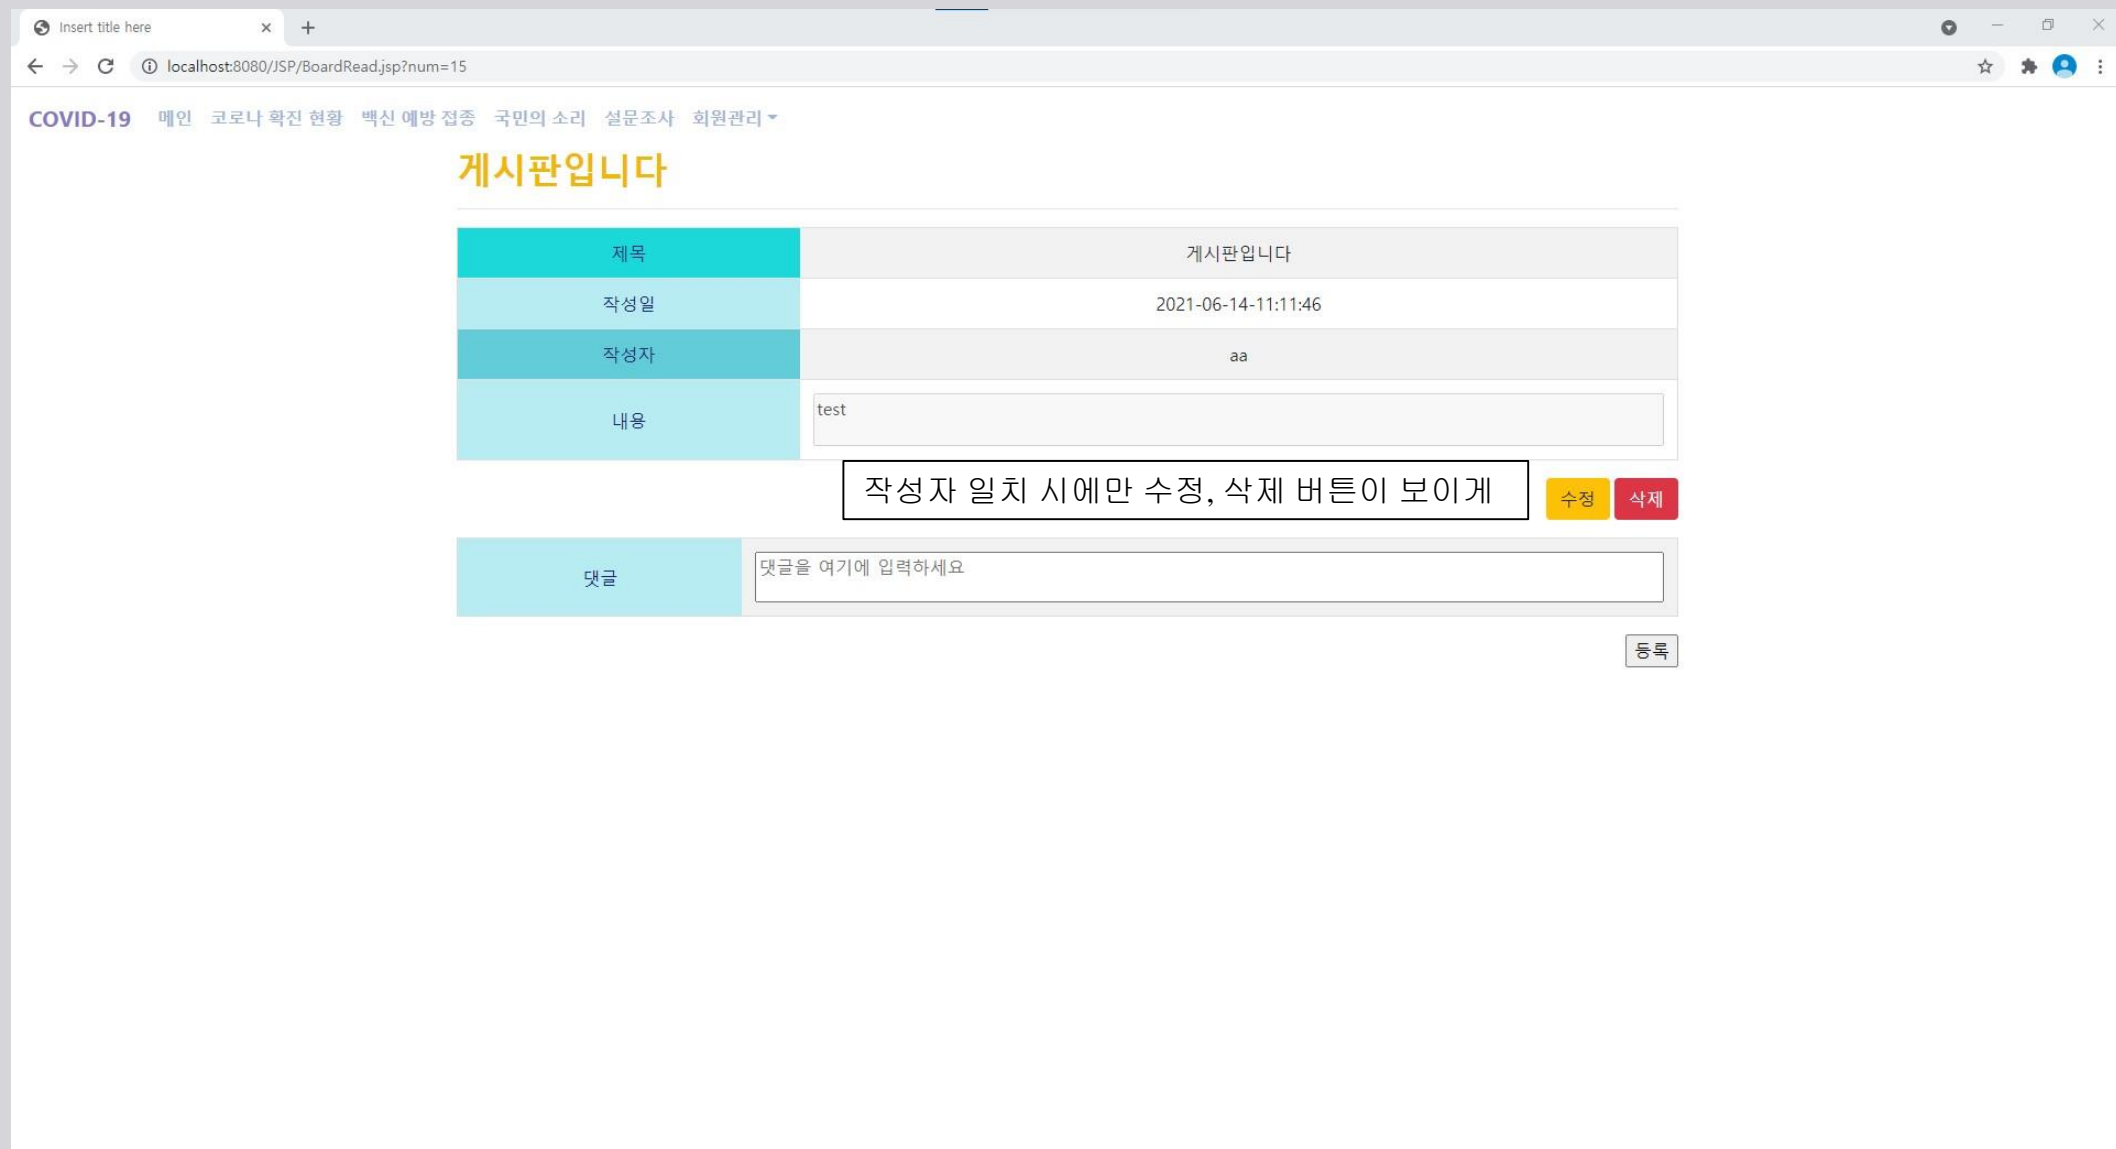 Insert title here
localhost:8080/JSP/BoardRead.jsp?num=15
COVID-19 메인 코로나 확진 현황 백신 예방 접종 국민의 소리 설문조사 회원관리
게시판입니다
제목 게시판입니다
작성일 2021-06-14-11:11:46
작성자 aa
내용 test
작성자 일치 시에만 수정, 삭제 버튼이 보이게 수정 삭제
댓글 댓글을 여기에 입력하세요
등록